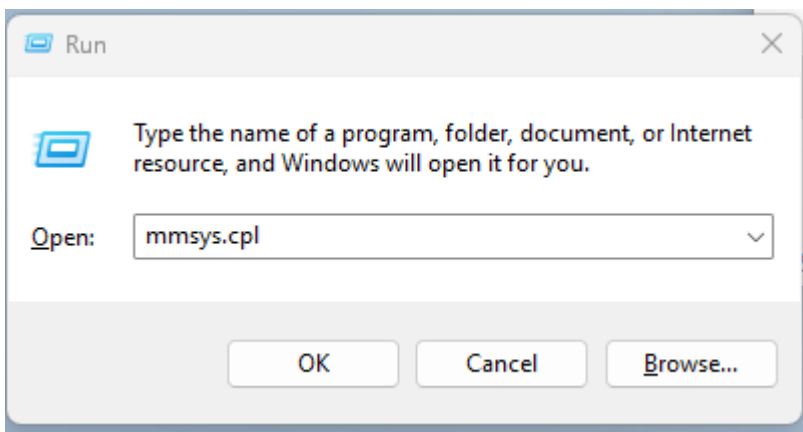 Run
Type the name of a program, folder, document, or Internet
resource, and Windows will open it for you.
Open: mmsys.cpl
OK Cancel Browse...